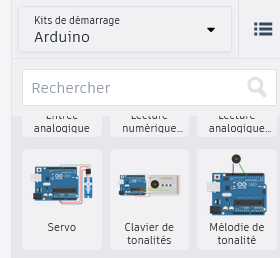 Kits de démarrage
Arduino
Rechercher
Entrée
analogique
Lecture
numérique...
Lecture
analogique...
Servo
Clavier de
tonalités
Mélodie de
tonalité